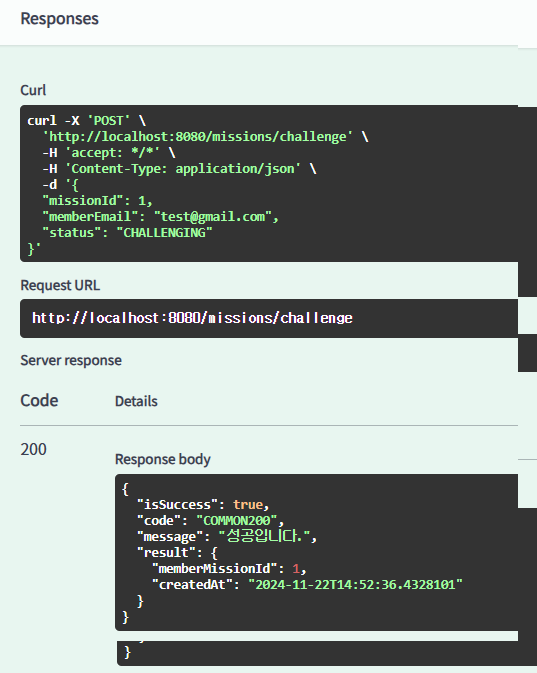 Responses
Curl
curl -X 'POST' \
  'http://localhost:8080/missions/challenge' \
  -H 'accept: */*' \
  -H 'Content-Type: application/json' \
  -d '{
  "missionId": 1,
  "memberEmail": "test@gmail.com",
  "status": "CHALLENGING"
}'
Request URL
http://localhost:8080/missions/challenge
Server response
Code Details
200
Response body
{
  "isSuccess": true,
  "code": "COMMON200",
  "message": "성공입니다.",
  "result": {
    "memberMissionId": 1,
    "createdAt": "2024-11-22T14:52:36.4328101"
  }
}
}